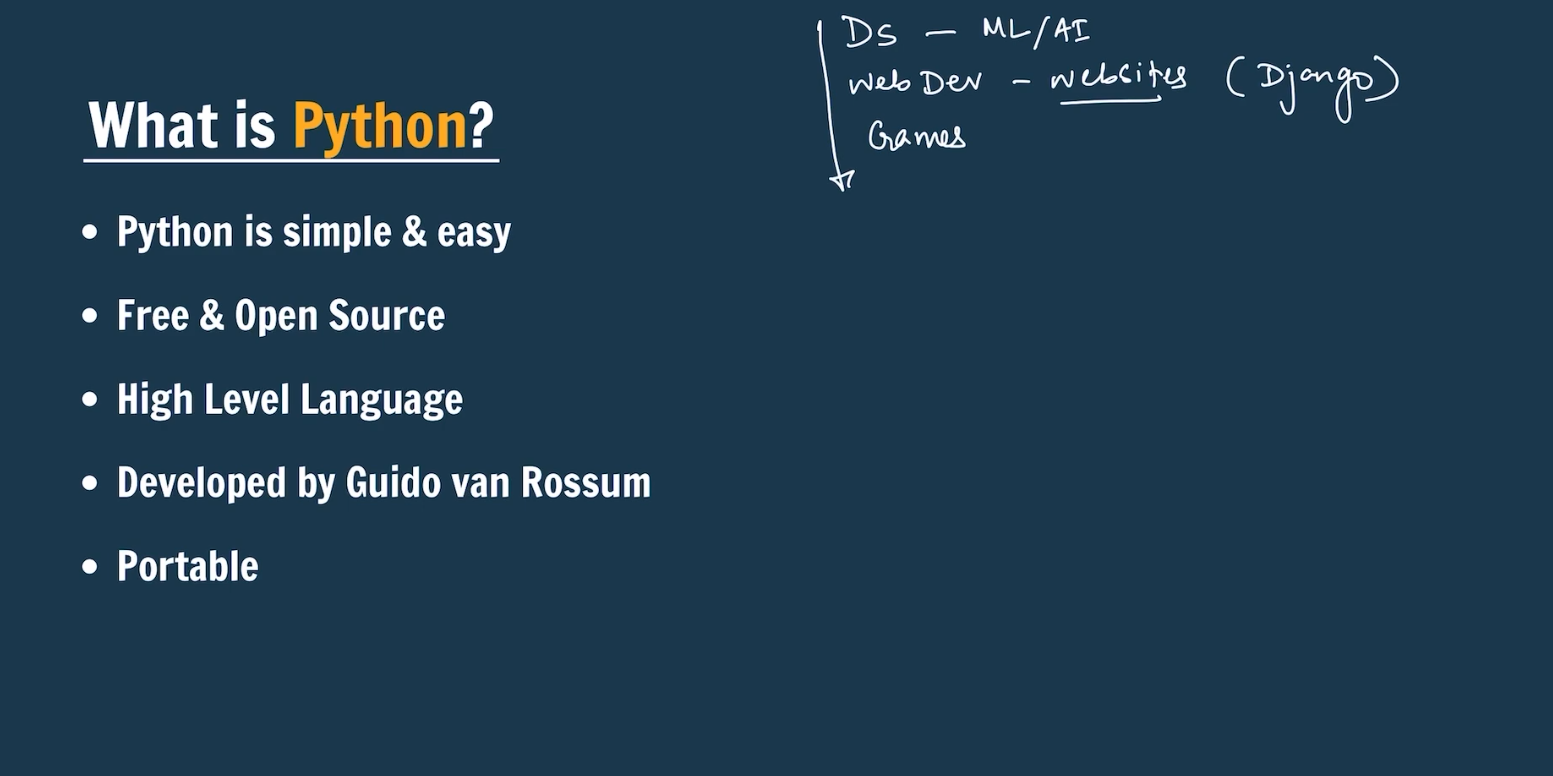 What is Python?
• Python is simple & easy
• Free & Open Source
• High Level Language
• Developed by Guido van Rossum
• Portable
DS – ML/AI
Web Dev – websites (Django)
Games